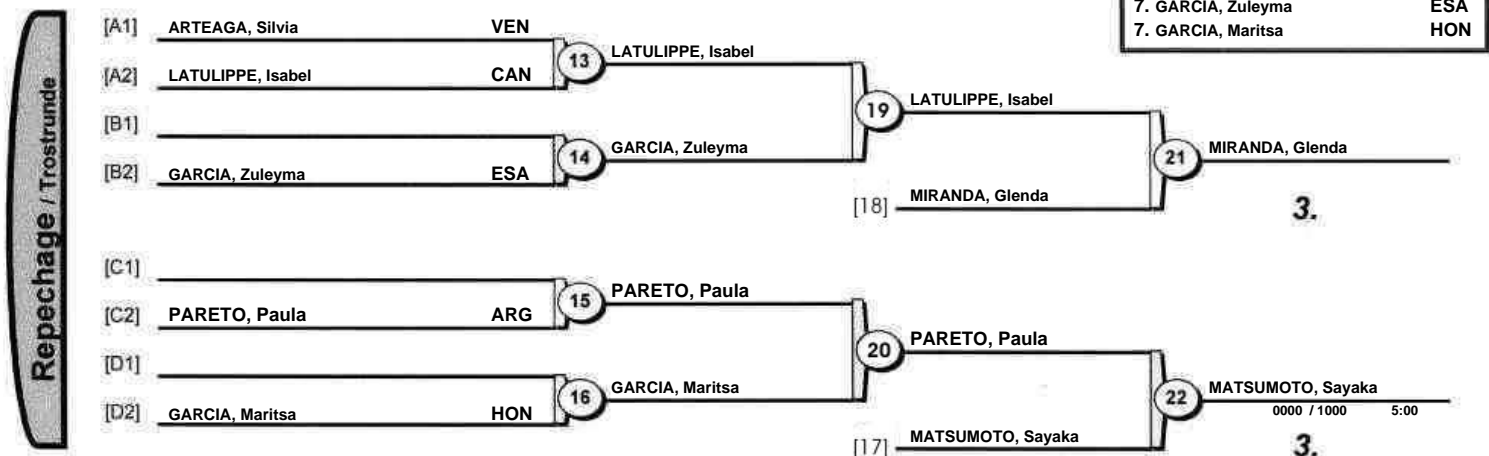 7. GARCIA, Zuleyma ESA
7. GARCIA, Maritsa HON
Repechage / Trostrunde
[A1] ARTEAGA, Silvia VEN
[A2] LATULIPPE, Isabel CAN
13 LATULIPPE, Isabel
[B1]
[B2] GARCIA, Zuleyma ESA
14 GARCIA, Zuleyma
19 LATULIPPE, Isabel
[18] MIRANDA, Glenda
21 MIRANDA, Glenda
3.
[C1]
[C2] PARETO, Paula ARG
15 PARETO, Paula
[D1]
[D2] GARCIA, Maritsa HON
16 GARCIA, Maritsa
20 PARETO, Paula
[17] MATSUMOTO, Sayaka
22 MATSUMOTO, Sayaka
0000 / 1000 5:00
3.